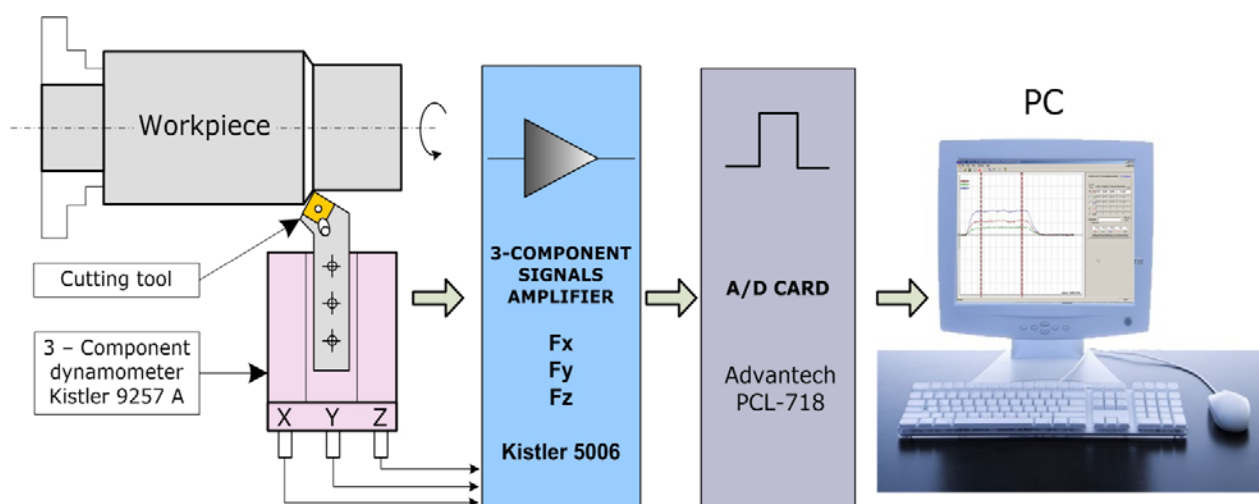 Workpiece
Cutting tool
3 – Component
dynamometer
Kistler 9257 A
X Y Z
3-COMPONENT
SIGNALS
AMPLIFIER
Fx
Fy
Fz
Kistler 5006
A/D CARD
Advantech
PCL-718
PC